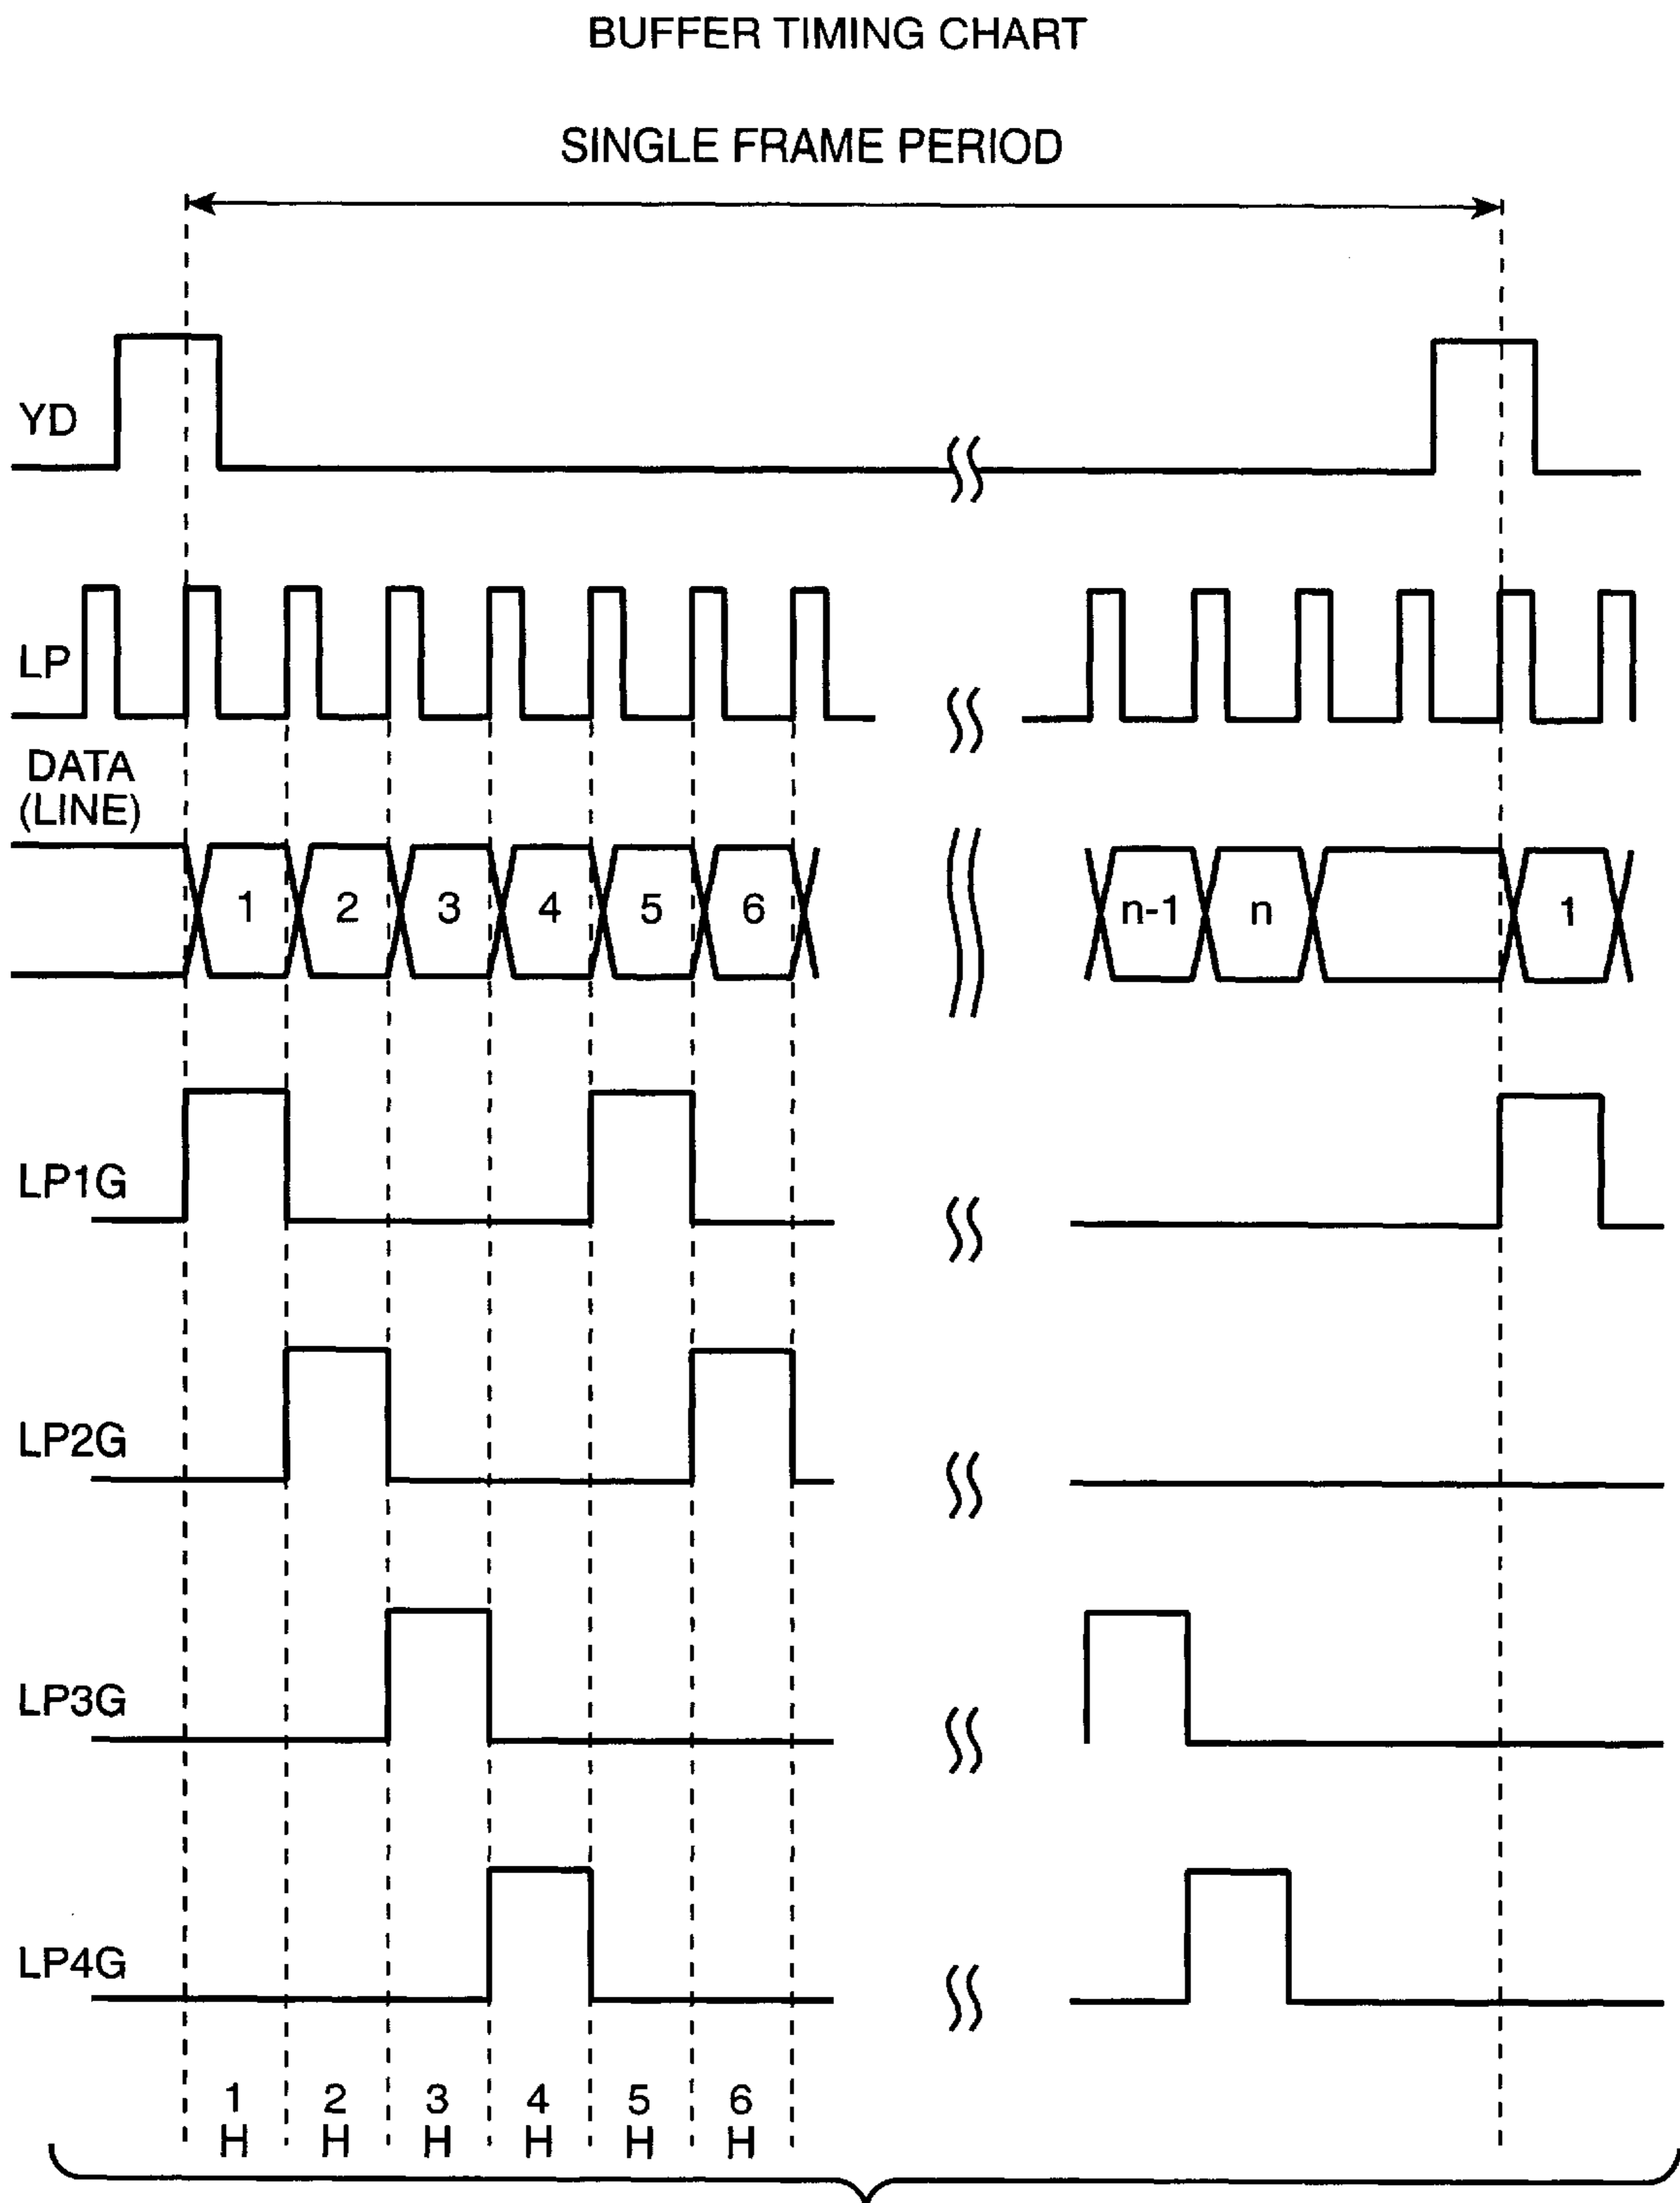 BUFFER TIMING CHART
SINGLE FRAME PERIOD
YD
LP
DATA
(LINE)
1 2 3 4 5 6 n-1 n 1
LP1G
LP2G
LP3G
LP4G
1 2 3 4 5 6
H H H H H H